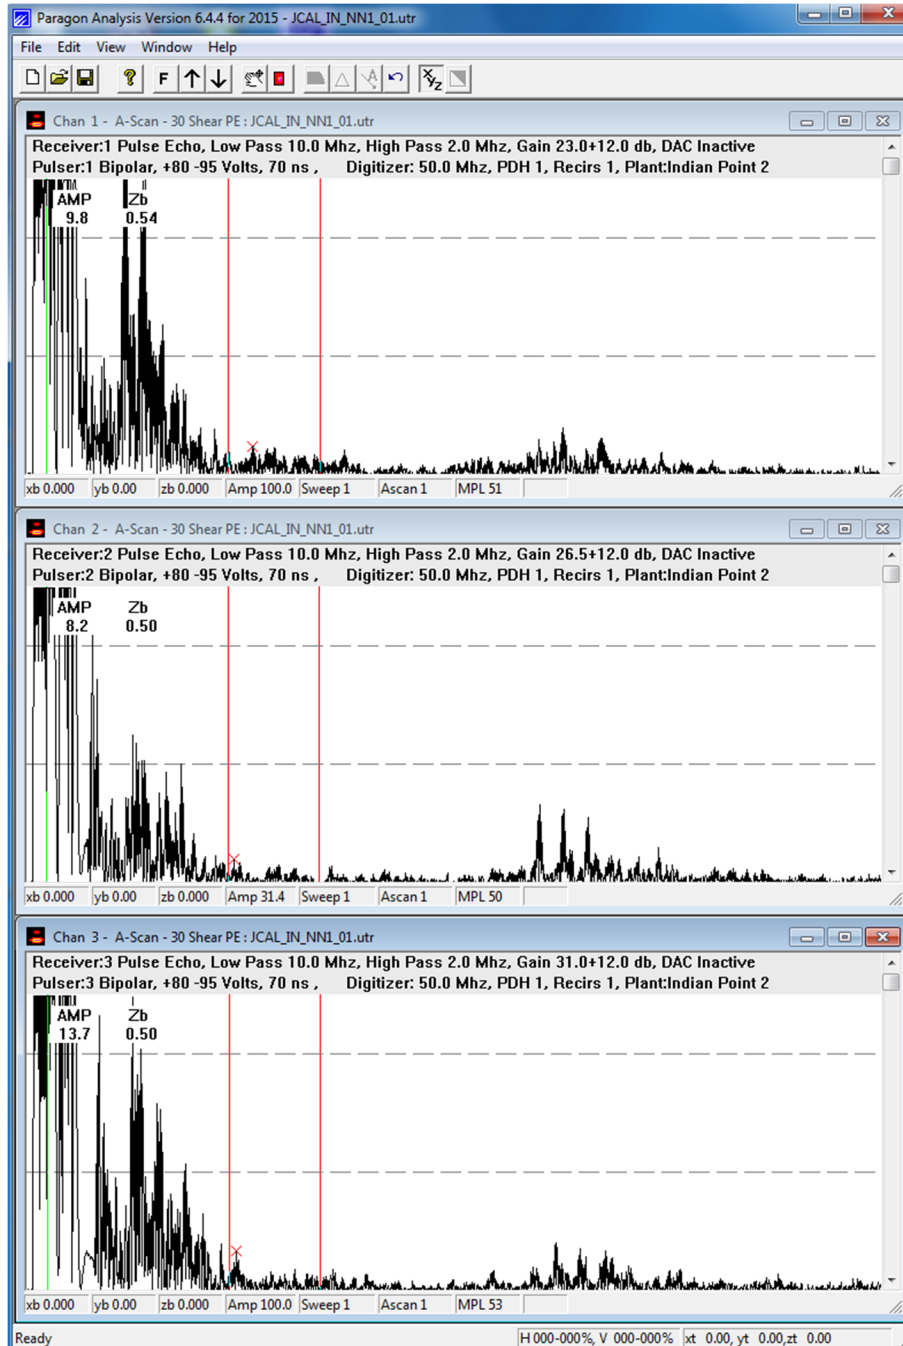 Paragon Analysis Version 6.4.4 for 2015 - JCAL_IN_NN1_01.utr
File Edit View Window Help
F
Chan 1 - A-Scan - 30 Shear PE : JCAL_IN_NN1_01.utr
Receiver:1 Pulse Echo, Low Pass 10.0 Mhz, High Pass 2.0 Mhz, Gain 23.0+12.0 db, DAC Inactive
Pulser:1 Bipolar, +80 -95 Volts, 70 ns , Digitizer: 50.0 Mhz, PDH 1, Recirs 1, Plant:Indian Point 2
AMP Zb
9.8 0.54
xb 0.000 yb 0.00 zb 0.000 Amp 100.0 Sweep 1 Ascan 1 MPL 51
Chan 2 - A-Scan - 30 Shear PE : JCAL_IN_NN1_01.utr
Receiver:2 Pulse Echo, Low Pass 10.0 Mhz, High Pass 2.0 Mhz, Gain 26.5+12.0 db, DAC Inactive
Pulser:2 Bipolar, +80 -95 Volts, 70 ns , Digitizer: 50.0 Mhz, PDH 1, Recirs 1, Plant:Indian Point 2
AMP Zb
8.2 0.50
xb 0.000 yb 0.00 zb 0.000 Amp 31.4 Sweep 1 Ascan 1 MPL 50
Chan 3 - A-Scan - 30 Shear PE : JCAL_IN_NN1_01.utr
Receiver:3 Pulse Echo, Low Pass 10.0 Mhz, High Pass 2.0 Mhz, Gain 31.0+12.0 db, DAC Inactive
Pulser:3 Bipolar, +80 -95 Volts, 70 ns , Digitizer: 50.0 Mhz, PDH 1, Recirs 1, Plant:Indian Point 2
AMP Zb
13.7 0.50
xb 0.000 yb 0.00 zb 0.000 Amp 100.0 Sweep 1 Ascan 1 MPL 53
Ready H 000-000%, V 000-000% xt 0.00, yt 0.00,zt 0.00